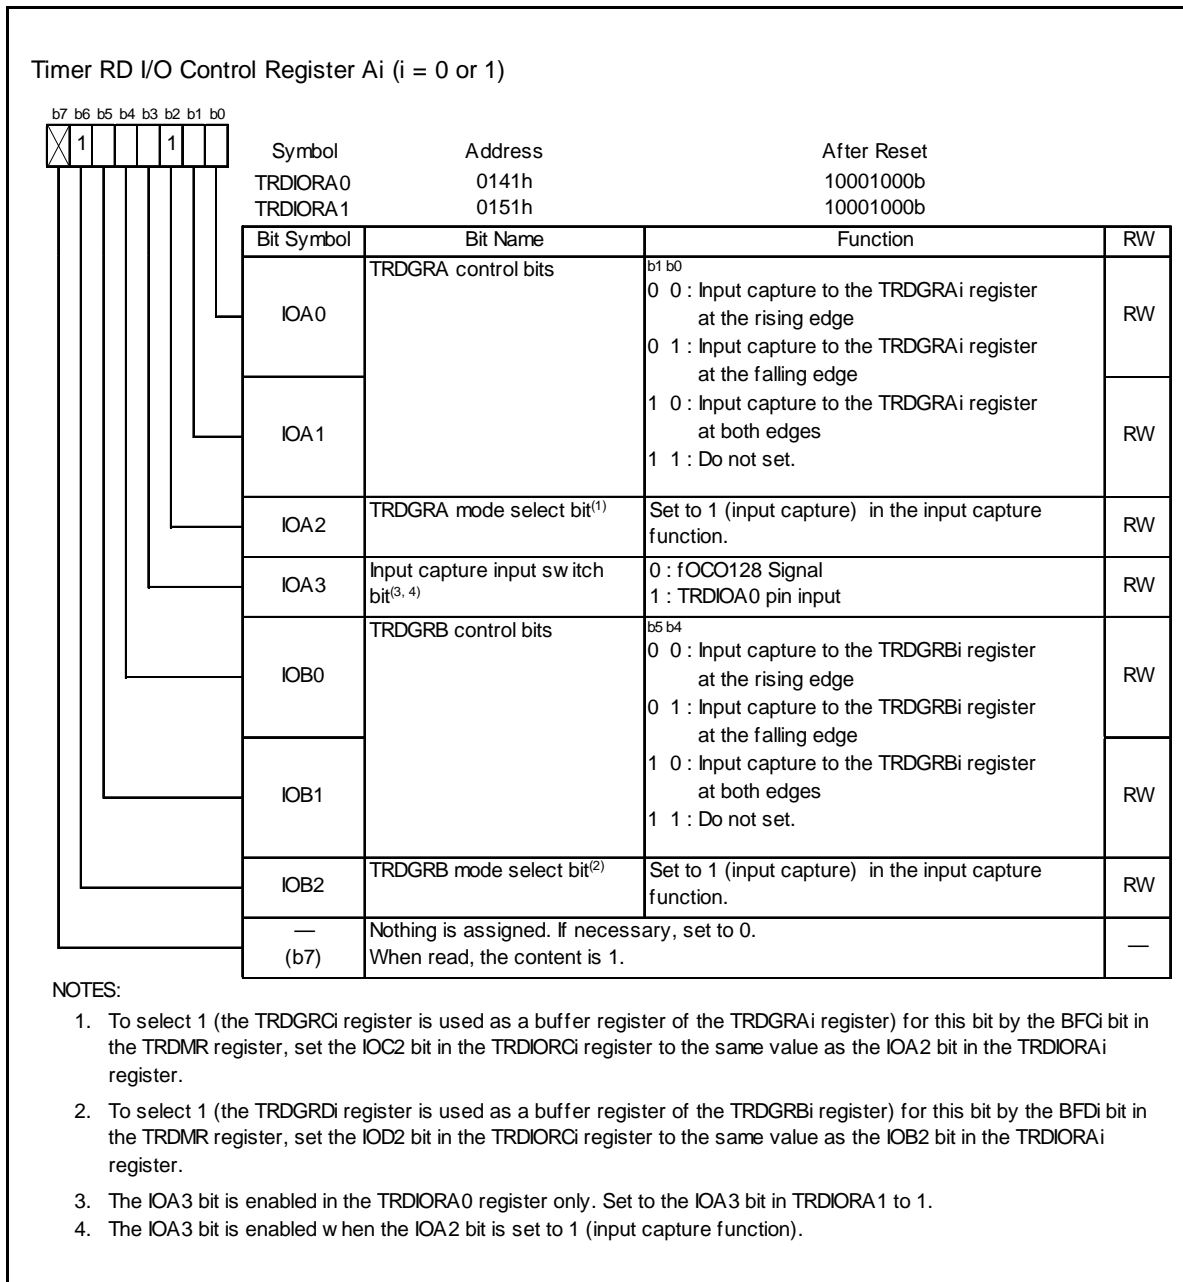 Timer RD I/O Control Register Ai (i = 0 or 1)
b7 b6 b5 b4 b3 b2 b1 b0
1 1
Symbol Address After Reset
TRDIORA0 0141h 10001000b
TRDIORA1 0151h 10001000b
Bit Symbol Bit Name Function RW
IOA0 TRDGRA control bits b1 b0
0 0 : Input capture to the TRDGRAi register
at the rising edge RW
0 1 : Input capture to the TRDGRAi register
at the falling edge
IOA1 1 0 : Input capture to the TRDGRAi register
at both edges RW
1 1 : Do not set.
IOA2 TRDGRA mode select bit(1) Set to 1 (input capture) in the input capture
function. RW
IOA3 Input capture input switch
bit(3, 4) 0 : fOCO128 Signal
1 : TRDIOA0 pin input RW
IOB0 TRDGRB control bits b5 b4
0 0 : Input capture to the TRDGRBi register
at the rising edge RW
0 1 : Input capture to the TRDGRBi register
at the falling edge
IOB1 1 0 : Input capture to the TRDGRBi register
at both edges RW
1 1 : Do not set.
IOB2 TRDGRB mode select bit(2) Set to 1 (input capture) in the input capture
function. RW
— Nothing is assigned. If necessary, set to 0. —
(b7) When read, the content is 1.
NOTES:
1. To select 1 (the TRDGRCi register is used as a buffer register of the TRDGRAi register) for this bit by the BFCi bit in
the TRDMR register, set the IOC2 bit in the TRDIORCi register to the same value as the IOA2 bit in the TRDIORAi
register.
2. To select 1 (the TRDGRDi register is used as a buffer register of the TRDGRBi register) for this bit by the BFDi bit in
the TRDMR register, set the IOD2 bit in the TRDIORCi register to the same value as the IOB2 bit in the TRDIORAi
register.
3. The IOA3 bit is enabled in the TRDIORA0 register only. Set to the IOA3 bit in TRDIORA1 to 1.
4. The IOA3 bit is enabled when the IOA2 bit is set to 1 (input capture function).